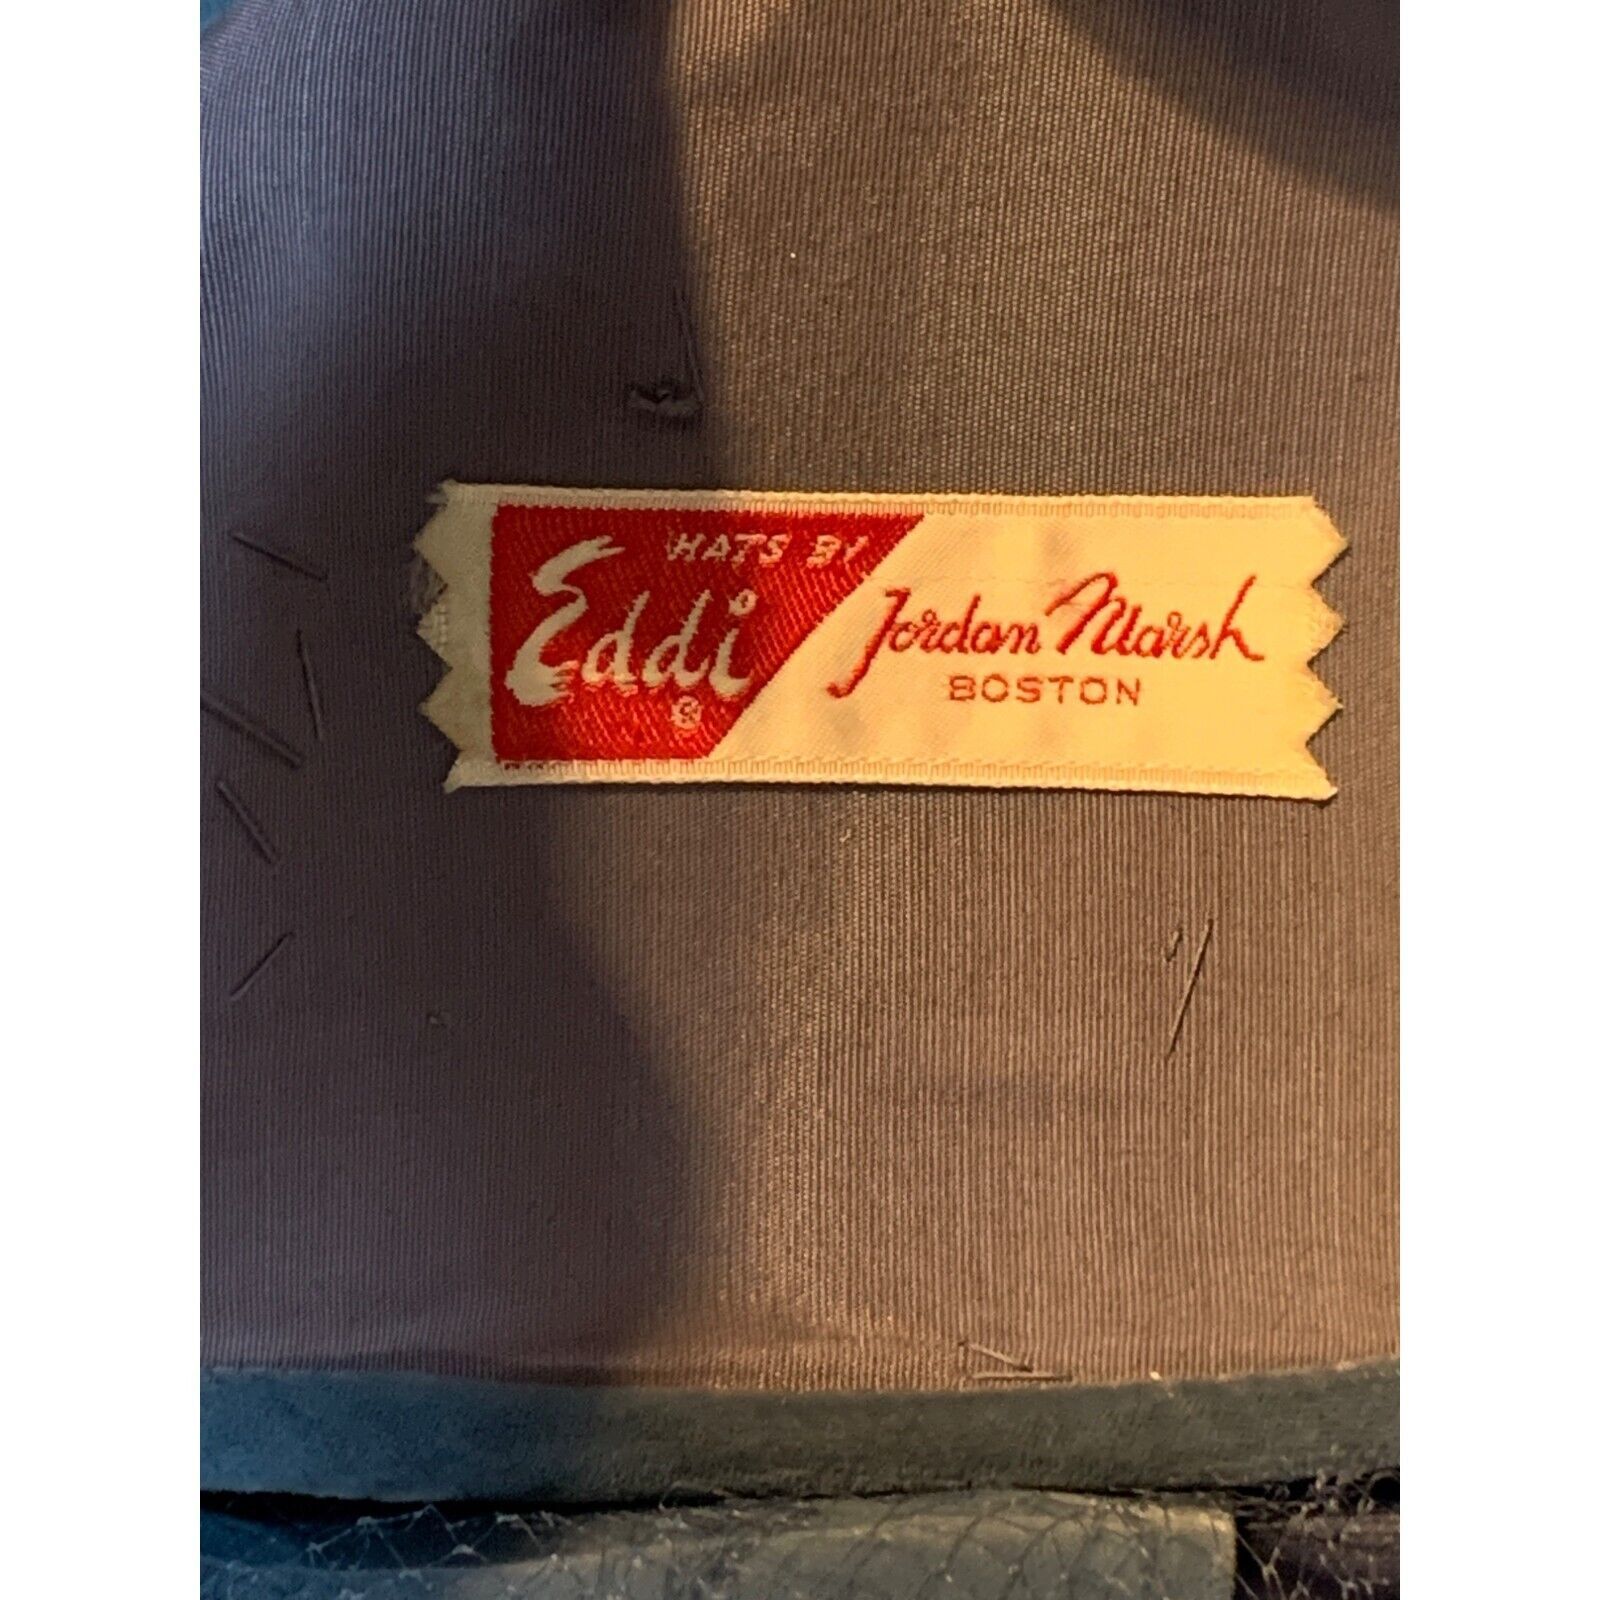 HATS BY
Eddi
®
Jordan Marsh
BOSTON